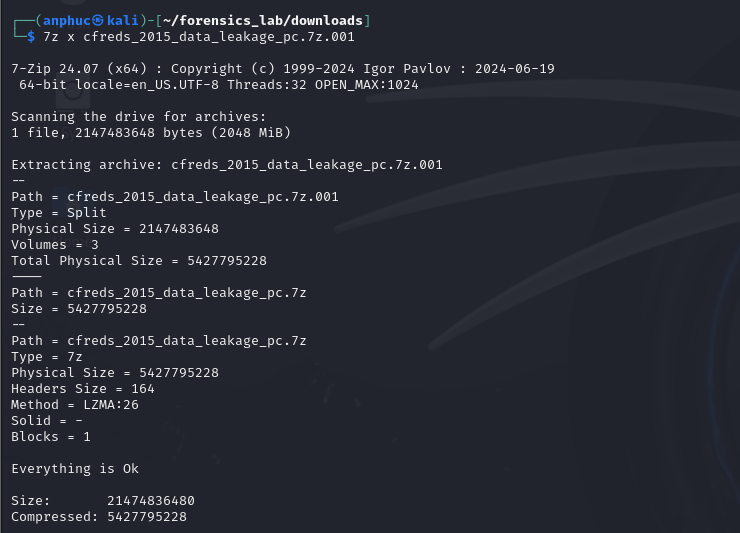 ┌──(anphuc㉿kali)-[~/forensics_lab/downloads]
└─$ 7z x cfreds_2015_data_leakage_pc.7z.001
7-Zip 24.07 (x64) : Copyright (c) 1999-2024 Igor Pavlov : 2024-06-19
64-bit locale=en_US.UTF-8 Threads:32 OPEN_MAX:1024
Scanning the drive for archives:
1 file, 2147483648 bytes (2048 MiB)
Extracting archive: cfreds_2015_data_leakage_pc.7z.001
--
Path = cfreds_2015_data_leakage_pc.7z.001
Type = Split
Physical Size = 2147483648
Volumes = 3
Total Physical Size = 5427795228
----
Path = cfreds_2015_data_leakage_pc.7z
Size = 5427795228
--
Path = cfreds_2015_data_leakage_pc.7z
Type = 7z
Physical Size = 5427795228
Headers Size = 164
Method = LZMA:26
Solid = -
Blocks = 1
Everything is Ok
Size:       21474836480
Compressed: 5427795228